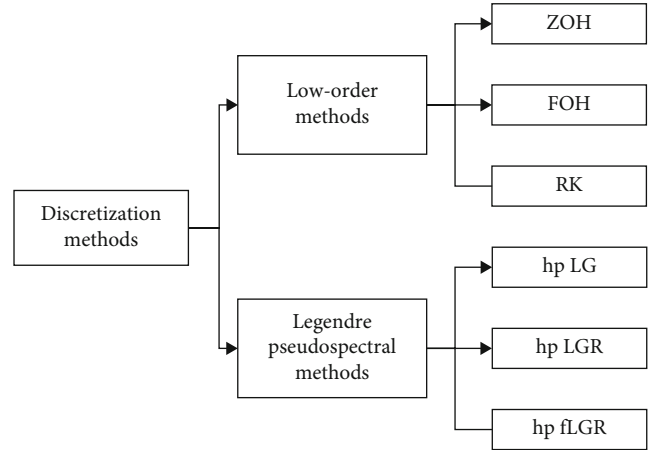 Discretization
methods
Low-order
methods
ZOH
FOH
RK
Legendre
pseudospectral
methods
hp LG
hp LGR
hp fLGR